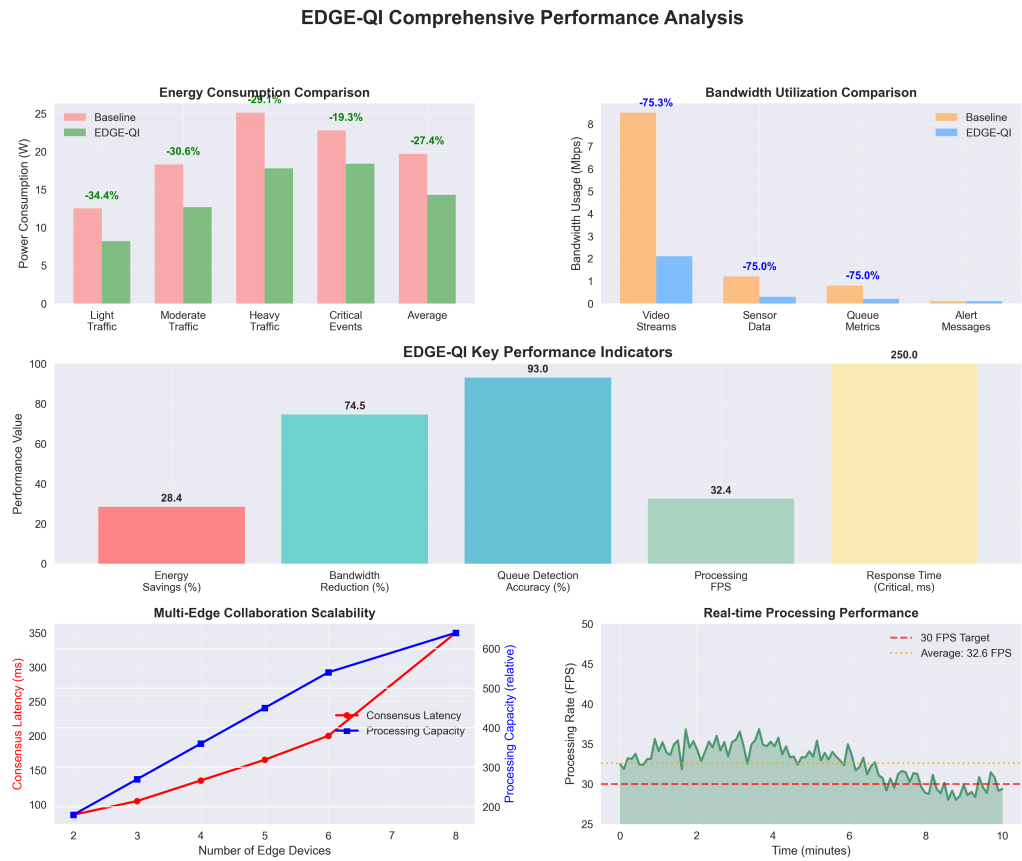 EDGE-QI Comprehensive Performance Analysis
Energy Consumption Comparison
Power Consumption (W)
25
20
15
10
5
0
Baseline
EDGE-QI
-34.4%
-30.6%
-29.1%
-19.3%
-27.4%
Light
Traffic
Moderate
Traffic
Heavy
Traffic
Critical
Events
Average
Bandwidth Utilization Comparison
Bandwidth Usage (Mbps)
8
7
6
5
4
3
2
1
0
-75.3%
-75.0%
-75.0%
Baseline
EDGE-QI
Video
Streams
Sensor
Data
Queue
Metrics
Alert
Messages
EDGE-QI Key Performance Indicators
Performance Value
100
80
60
40
20
0
28.4
74.5
93.0
32.4
250.0
Energy
Savings (%)
Bandwidth
Reduction (%)
Queue Detection
Accuracy (%)
Processing
FPS
Response Time
(Critical, ms)
Multi-Edge Collaboration Scalability
Consensus Latency (ms)
350
300
250
200
150
100
Consensus Latency
Processing Capacity
600
500
400
300
200
Processing Capacity (relative)
2 3 4 5 6 7 8
Number of Edge Devices
Real-time Processing Performance
Processing Rate (FPS)
50
45
40
35
30
25
30 FPS Target
Average: 32.6 FPS
0 2 4 6 8 10
Time (minutes)